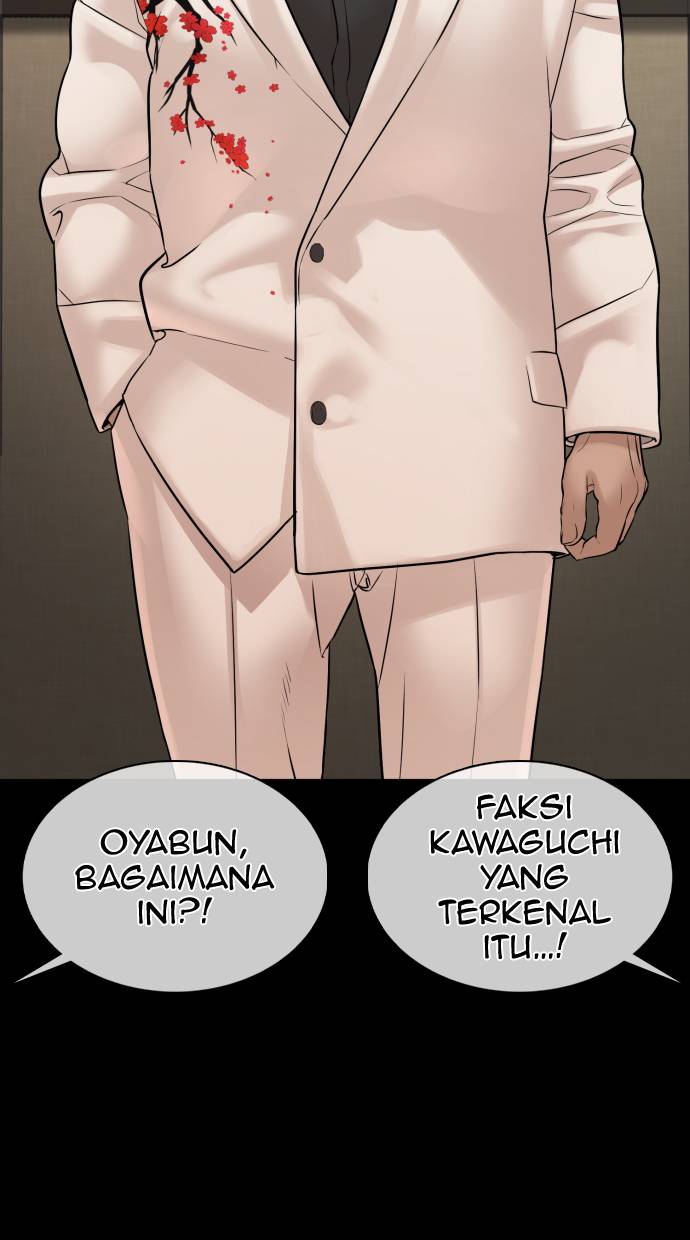 OYABUN,
BAGAIMANA
INI?!
FAKSI
KAWAGUCHI
YANG
TERKENAL
ITU...!